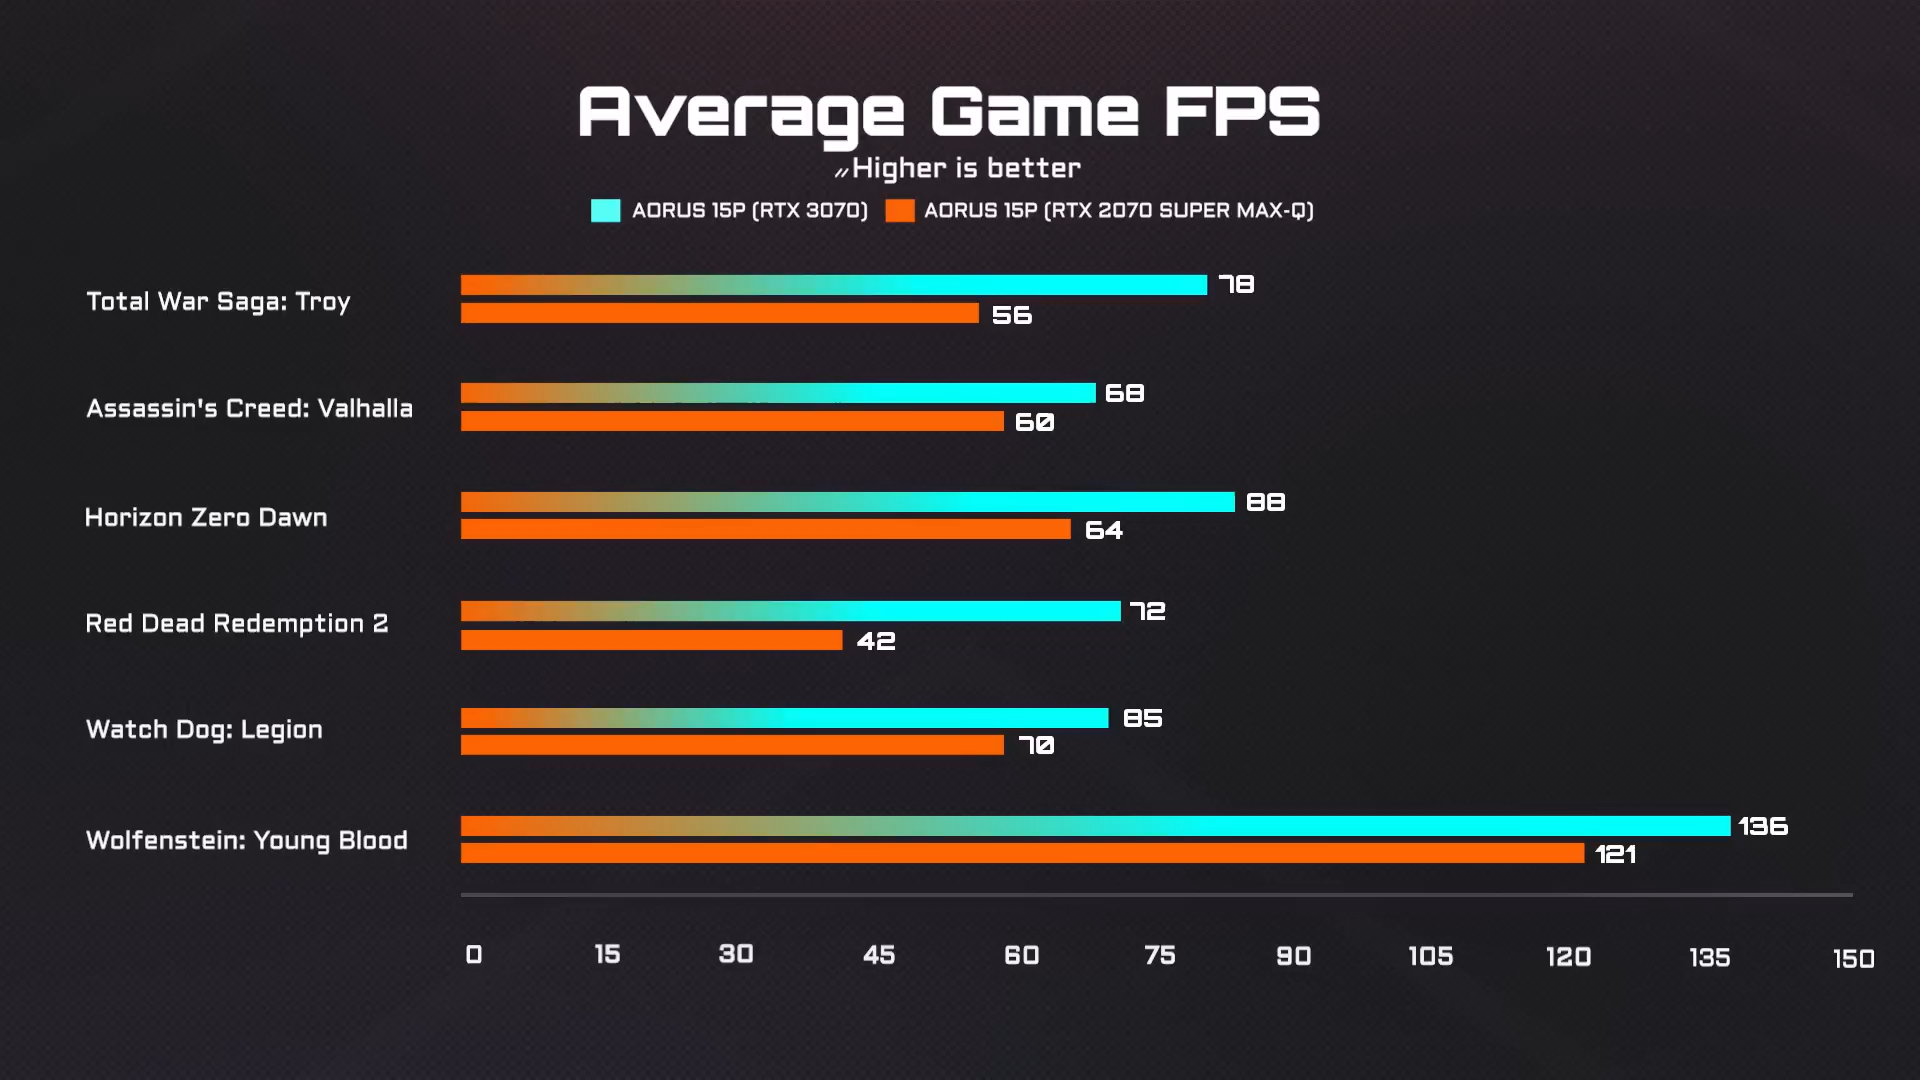 Average Game FPS
〃Higher is better
AORUS 15P (RTX 3070) AORUS 15P (RTX 2070 SUPER MAX-Q)
Total War Saga: Troy 78
56
Assassin's Creed: Valhalla 68
60
Horizon Zero Dawn 88
64
Red Dead Redemption 2 72
42
Watch Dog: Legion 85
70
Wolfenstein: Young Blood 136
121
0 15 30 45 60 75 90 105 120 135 150